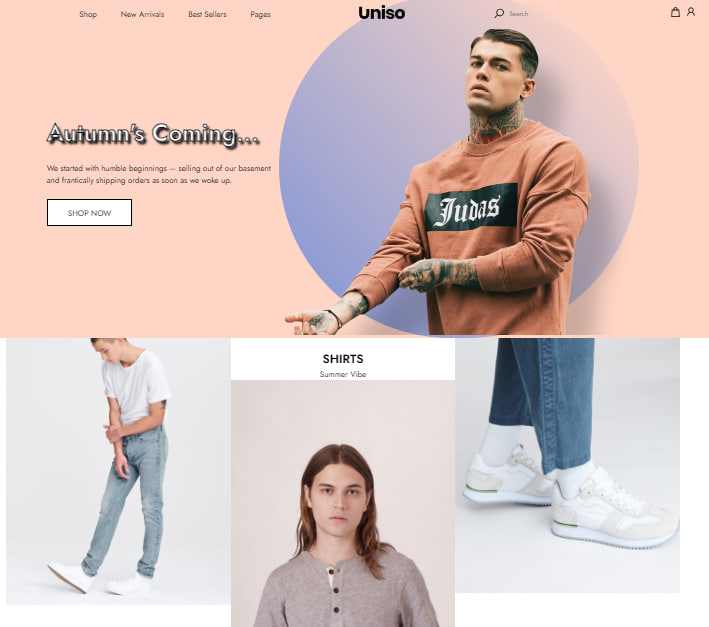 Shop
New Arrivals
Best Sellers
Pages
Uniso
Search
Autumn's Coming...
We started with humble beginnings — selling out of our basement
and frantically shipping orders as soon as we woke up.
SHOP NOW
Judas
SHIRTS
Summer Vibe